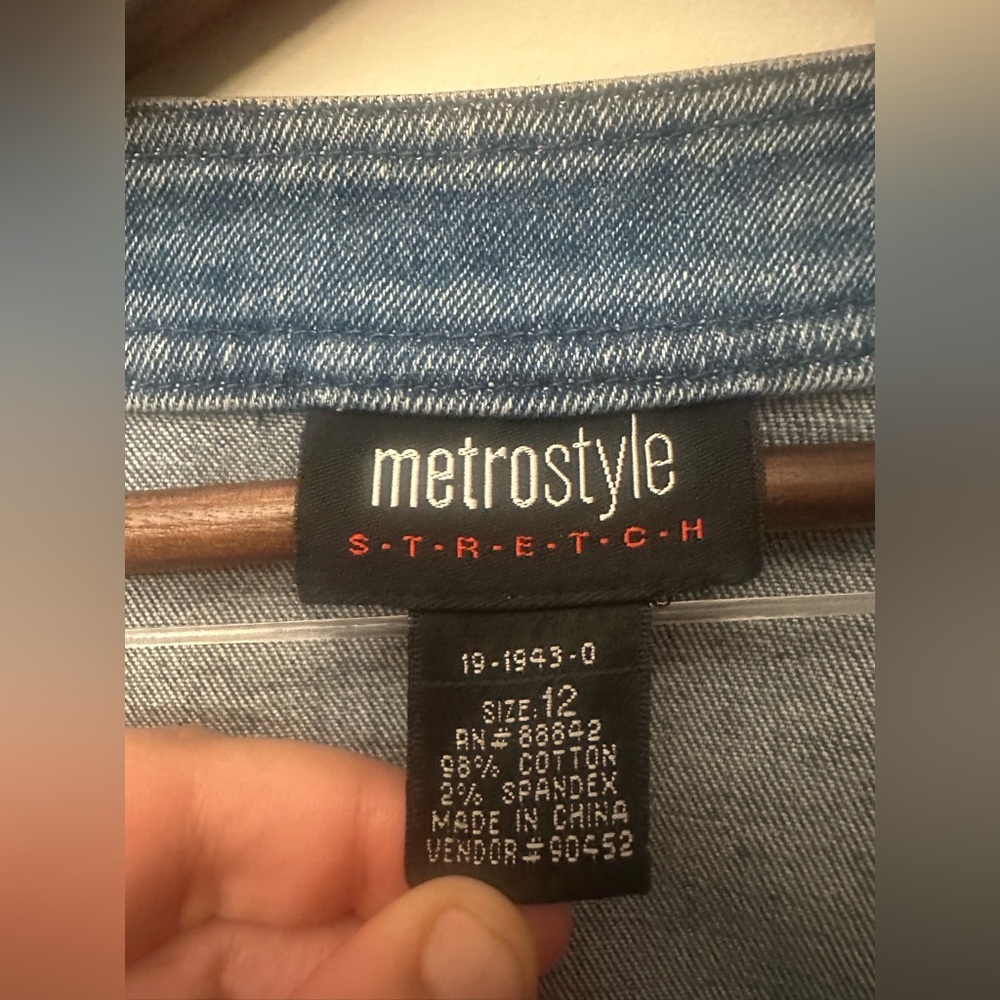 metrostyle
S-T-R-E-T-C-H
19-1943-0
SIZE: 12
RN# 88842
98% COTTON
2% SPANDEX
MADE IN CHINA
VENDOR #90452